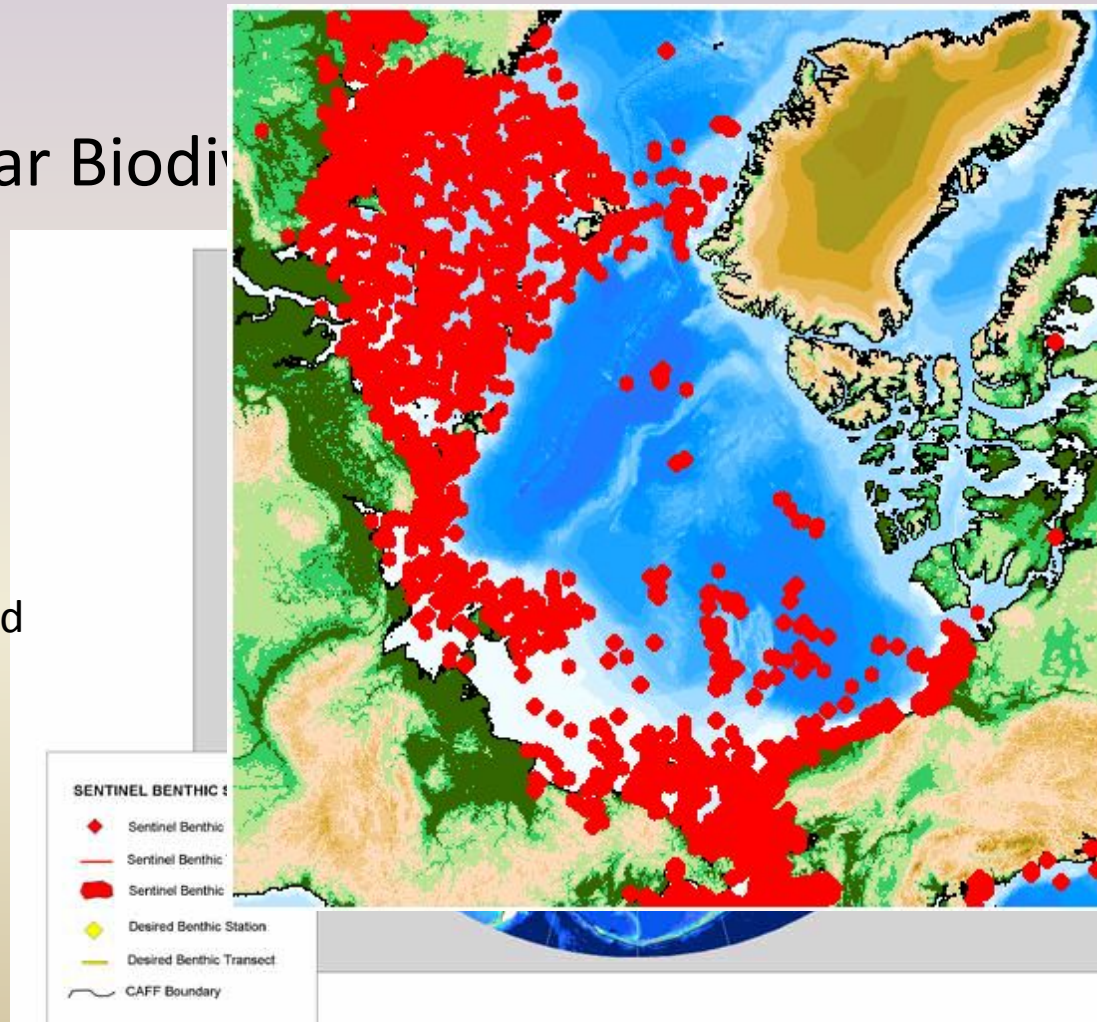 ar Biodiv
d
SENTINEL BENTHIC S
Sentinel Benthic
Sentinel Benthic
Sentinel Benthic
Desired Benthic Station
Desired Benthic Transect
CAFF Boundary